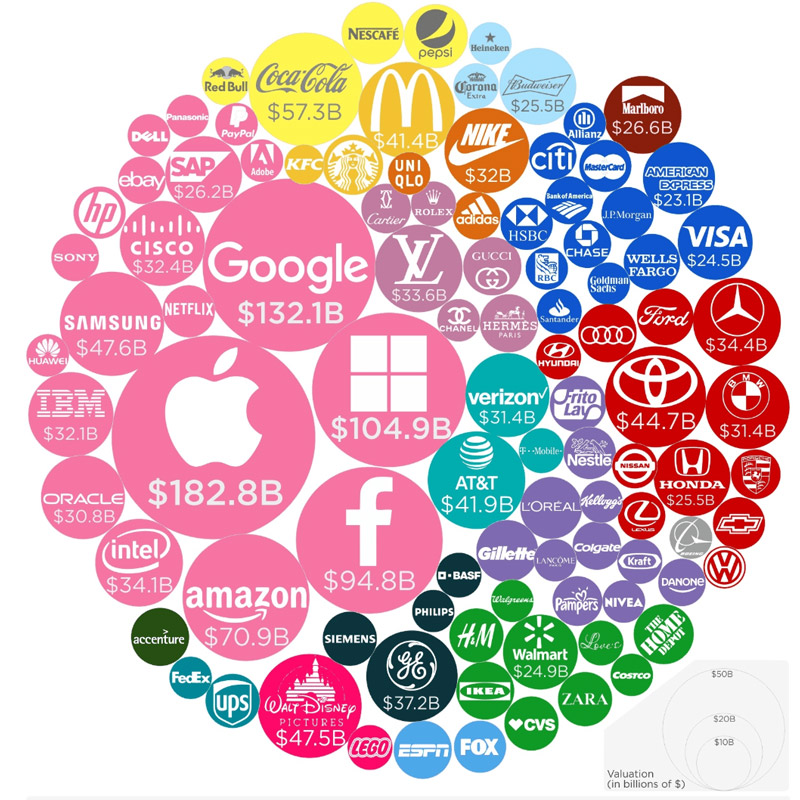 NESCAFÉ
pepsi
Heineken
Red Bull
Coca-Cola
$57.3B
$41.4B
Corona
Extra
Budweiser
$25.5B
Marlboro
$26.6B
Panasonic
DELL
PayPal
SAP
$26.2B
Adobe
KFC
UNI
QLO
NIKE
$32B
Allianz
citi
MasterCard
AMERICAN
EXPRESS
$23.1B
ebay
hp
Cartier
ROLEX
adidas
Bank of America
J.P.Morgan
HSBC
CHASE
VISA
$24.5B
CISCO
$32.4B
SONY
Google
$132.1B
LV
$33.6B
GUCCI
RBC
WELLS
FARGO
Goldman
Sachs
SAMSUNG
$47.6B
NETFLIX
CHANEL
HERMÈS
PARIS
Santander
Ford
$34.4B
HUAWEI
HYUNDAI
IBM
$32.1B
$182.8B
$104.9B
verizon
$31.4B
Frito
Lay
$44.7B
BMW
$31.4B
T··Mobile·
AT&T
$41.9B
Nestlé
NISSAN
HONDA
$25.5B
PORSCHE
ORACLE
$30.8B
L'ORÉAL
Kellogg's
LEXUS
BOEING
intel
$34.1B
f
$94.8B
Gillette
LANCÔME
PARIS
Colgate
Kraft
DANONE
VW
amazon
$70.9B
BASF
PHILIPS
Walgreens
Pampers
NIVEA
accenture
SIEMENS
H&M
Walmart
$24.9B
Lowe's
THE
HOME
DEPOT
FedEx
ups
GE
$37.2B
IKEA
ZARA
COSTCO
WALT DISNEY
PICTURES
$47.5B
CVS
LEGO
ESPN
FOX
$50B
$20B
$10B
Valuation
(in billions of $)